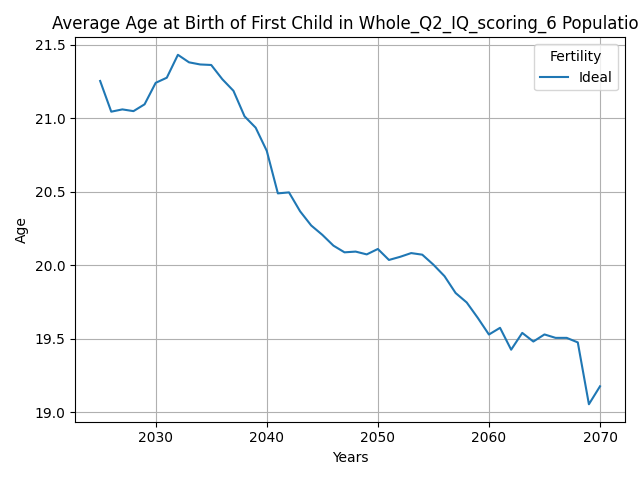 Average Age at Birth of First Child in Whole_Q2_IQ_scoring_6 Populatio
Fertility
Ideal
21.5
21.0
20.5
20.0
19.5
19.0
Age
2030 2040 2050 2060 2070
Years